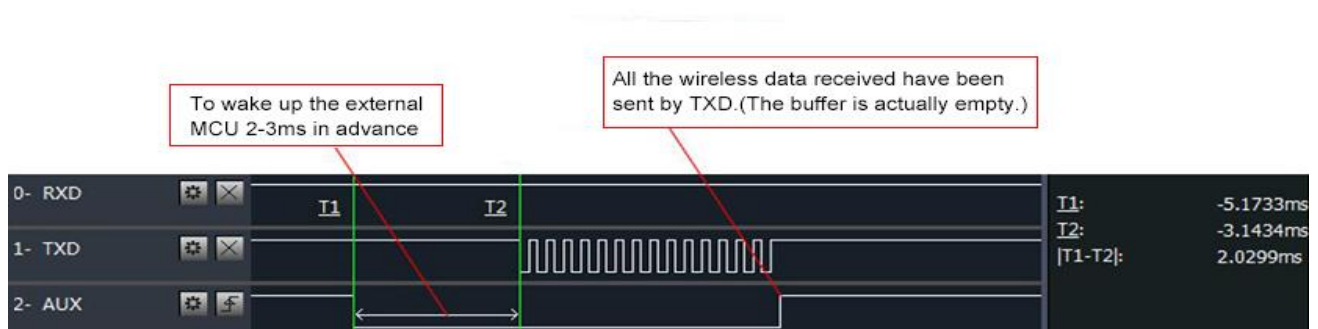 To wake up the external
MCU 2-3ms in advance
All the wireless data received have been
sent by TXD.(The buffer is actually empty.)
0- RXD
T1
T2
T1: -5.1733ms
T2: -3.1434ms
|T1-T2|: 2.0299ms
1- TXD
2- AUX